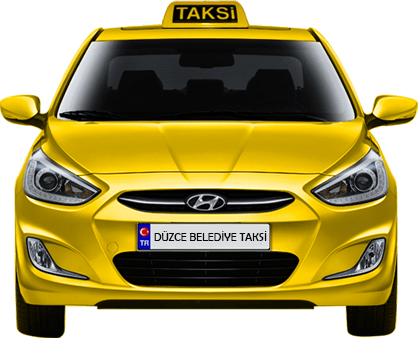 TAKSİ
TR
DÜZCE BELEDİYE TAKSİ